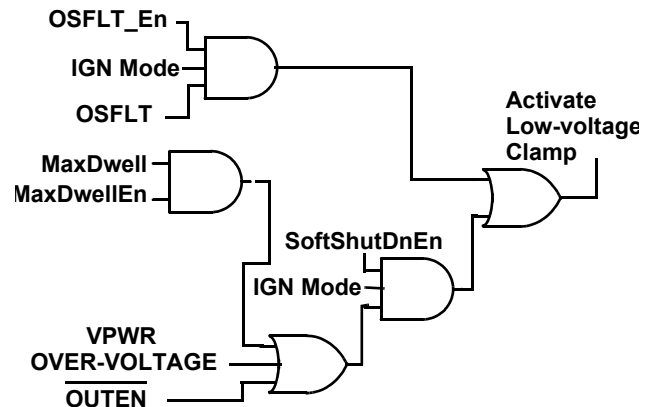 OSFLT_En
IGN Mode
OSFLT
Activate
Low-voltage
Clamp
MaxDwell
MaxDwellEn
SoftShutDnEn
IGN Mode
VPWR
OVER-VOLTAGE
OUTEN